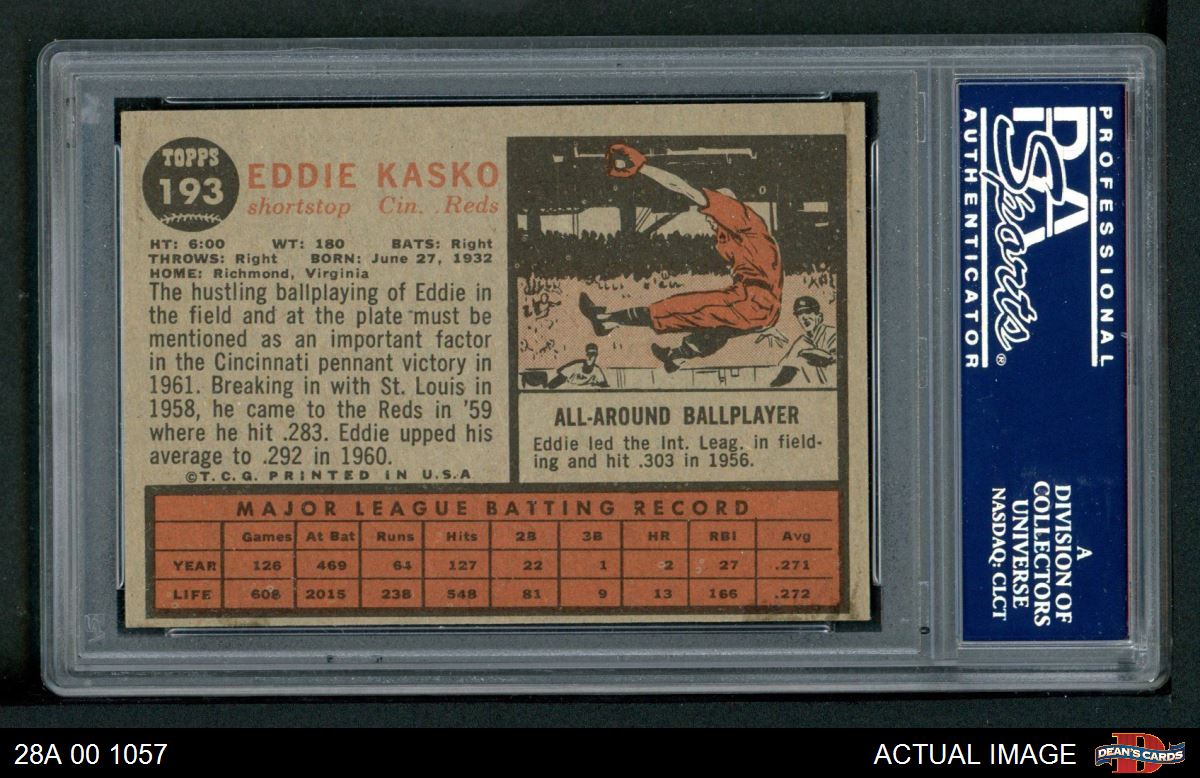 TOPPS
193
EDDIE KASKO
shortstop Cin. Reds
HT: 6:00 WT: 180 BATS: Right
THROWS: Right BORN: June 27, 1932
HOME: Richmond, Virginia
The hustling ballplaying of Eddie in
the field and at the plate must be
mentioned as an important factor
in the Cincinnati pennant victory in
1961. Breaking in with St. Louis in
1958, he came to the Reds in '59
where he hit .283. Eddie upped his
average to .292 in 1960.
©T.C.G. PRINTED IN U.S.A
ALL-AROUND BALLPLAYER
Eddie led the Int. Leag. in field-
ing and hit .303 in 1956.
MAJOR LEAGUE BATTING RECORD
Games At Bat Runs Hits 2B 3B HR RBI Avg
YEAR 126 469 64 127 22 1 2 27 .271
LIFE 606 2015 238 548 81 9 13 166 .272
PROFESSIONAL
PSA
Sports®
AUTHENTICATOR
A
DIVISION OF
COLLECTORS
UNIVERSE
NASDAQ: CLCT
28A 00 1057
ACTUAL IMAGE
DEAN'S CARDS